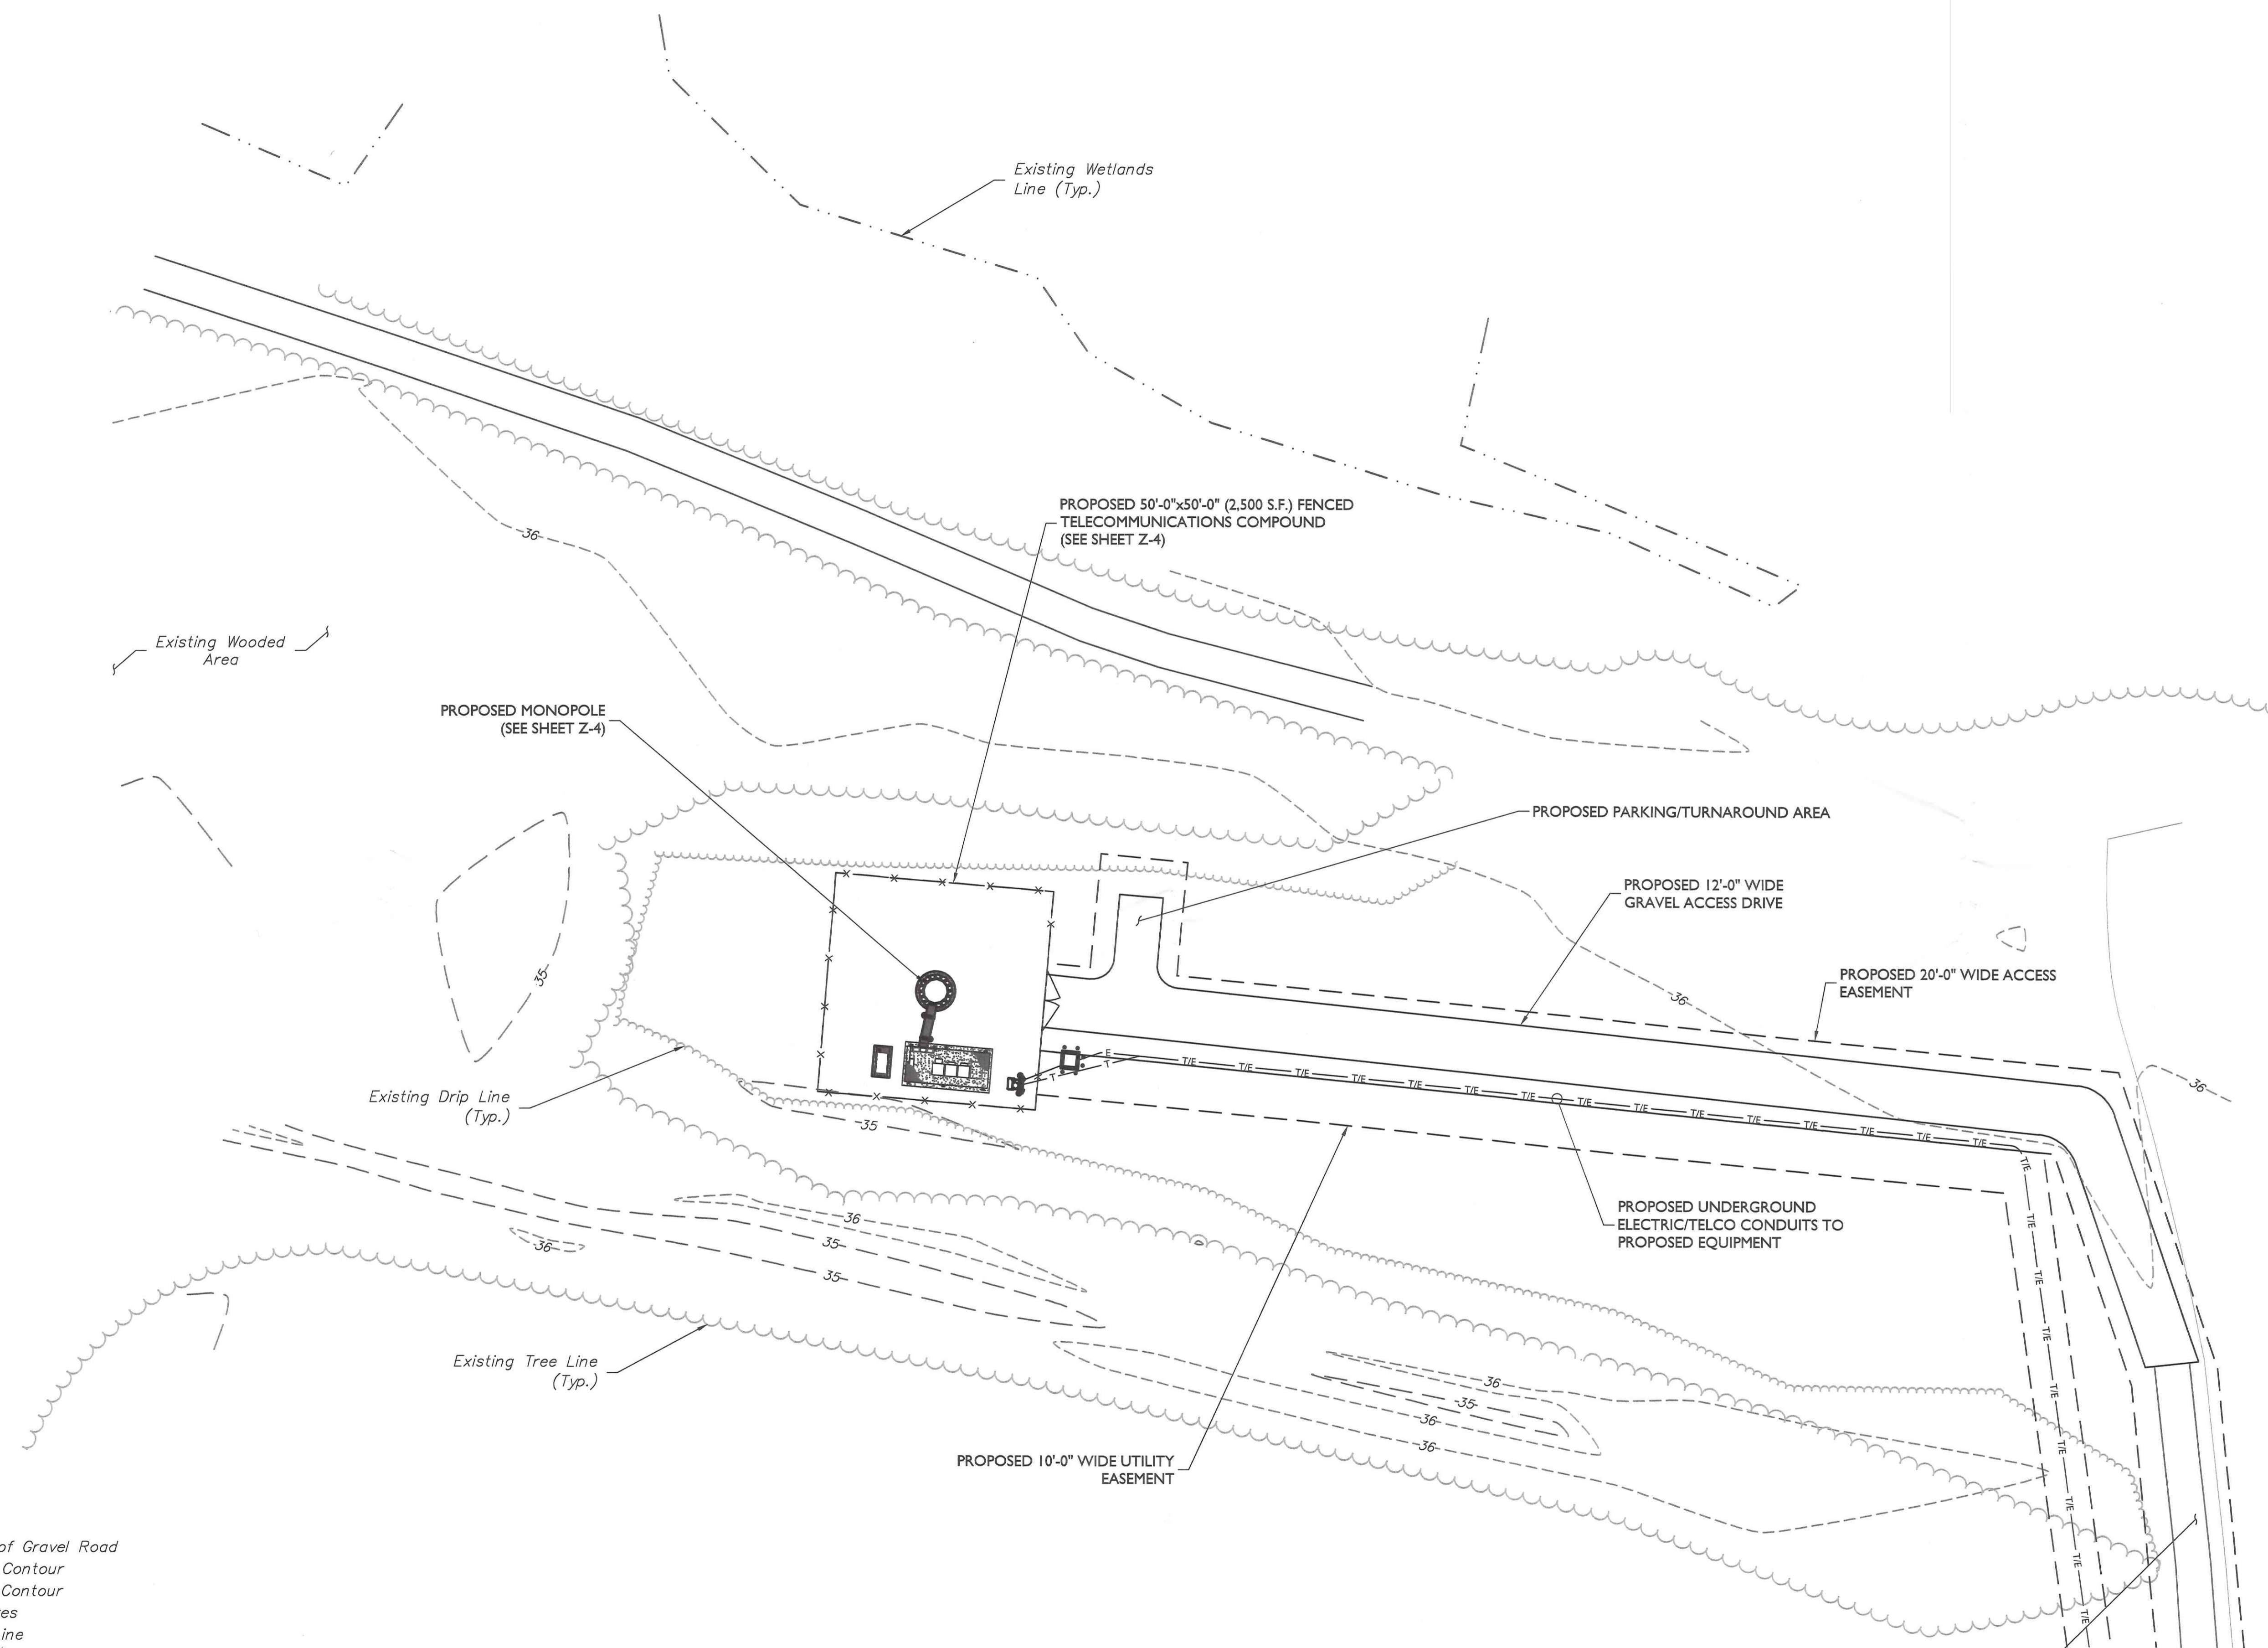 Existing Wetlands
Line (Typ.)
PROPOSED 50'-0"x50'-0" (2,500 S.F.) FENCED
TELECOMMUNICATIONS COMPOUND
(SEE SHEET Z-4)
36
Existing Wooded
Area
PROPOSED MONOPOLE
(SEE SHEET Z-4)
PROPOSED PARKING/TURNAROUND AREA
PROPOSED 12'-0" WIDE
GRAVEL ACCESS DRIVE
PROPOSED 20'-0" WIDE ACCESS
EASEMENT
35
36
36
E
T
T
T/E T/E T/E T/E T/E T/E T/E T/E T/E T/E T/E T/E T/E T/E T/E
Existing Drip Line
(Typ.)
35
PROPOSED UNDERGROUND
ELECTRIC/TELCO CONDUITS TO
PROPOSED EQUIPMENT
36
36
35
35
T/E
T/E
T/E
T/E
T/E
T/E
T/E
T/E
T/E
Existing Tree Line
(Typ.)
36
35
36
36
PROPOSED 10'-0" WIDE UTILITY
EASEMENT
of Gravel Road
Contour
Contour
es
ine